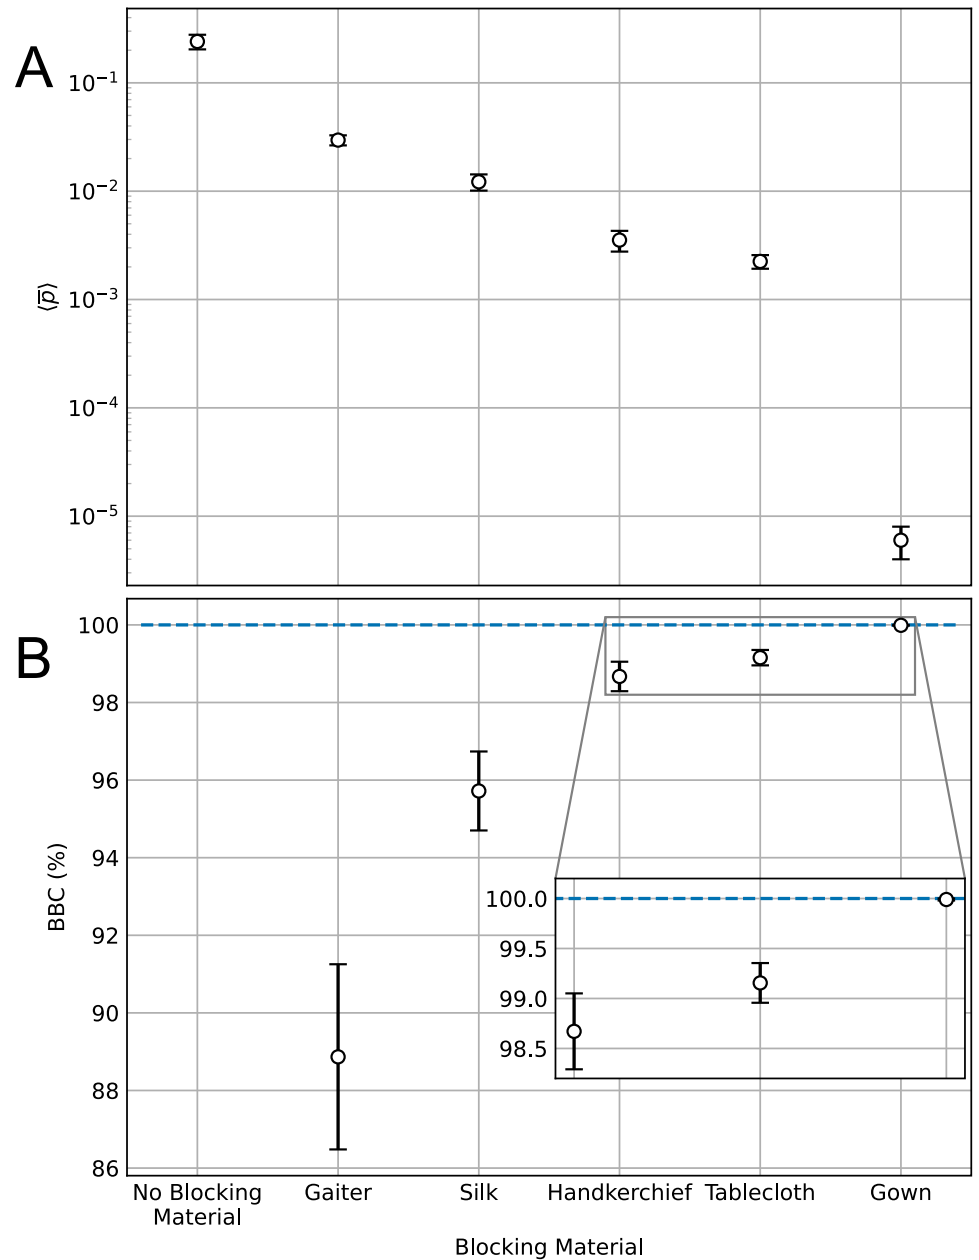 A
10⁻¹
10⁻²
10⁻³
10⁻⁴
10⁻⁵
⟨p̅⟩
B
100
98
96
94
92
90
88
86
BBC (%)
100.0
99.5
99.0
98.5
No Blocking Material
Gaiter
Silk
Handkerchief
Tablecloth
Gown
Blocking Material